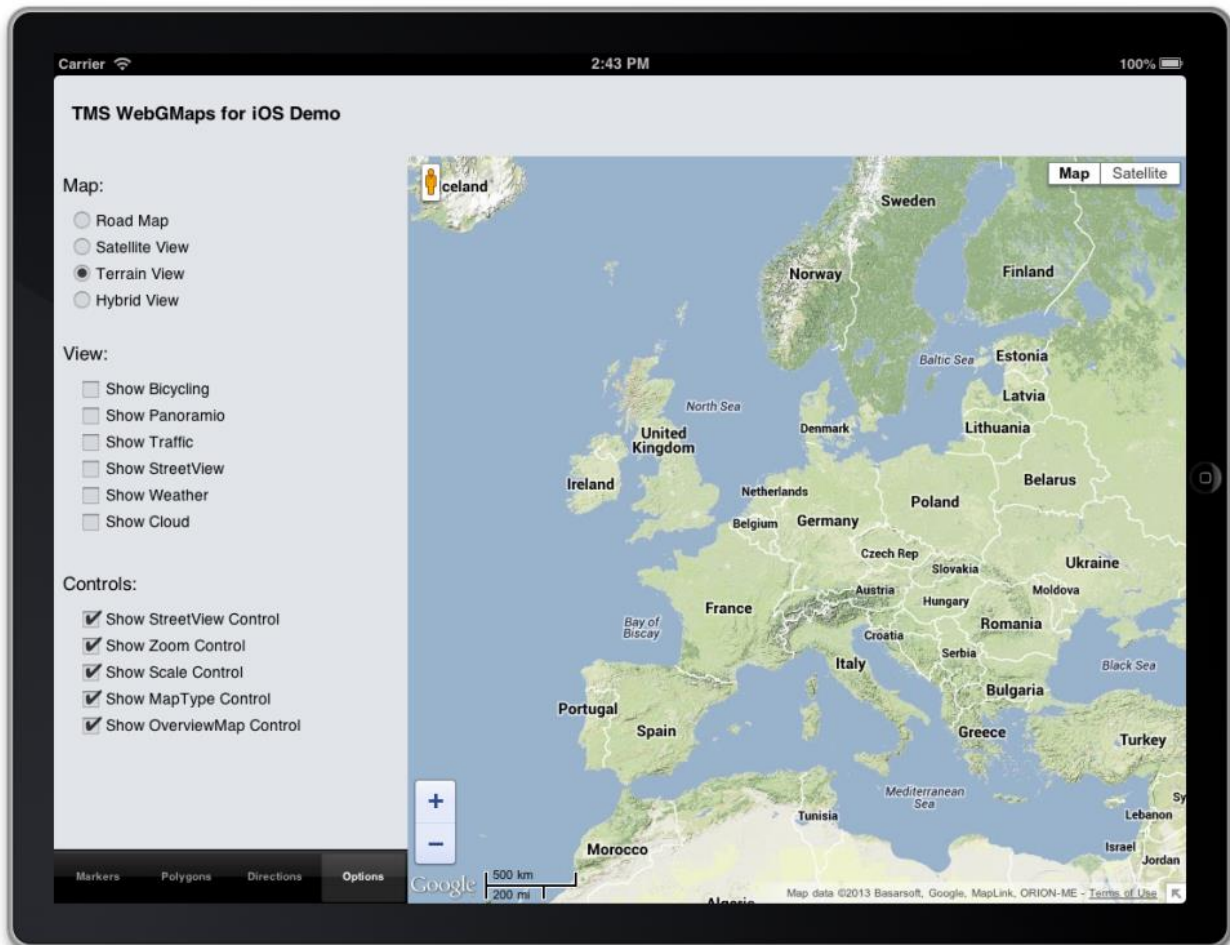 Carrier
2:43 PM
100%
TMS WebGMaps for iOS Demo
Map:
Road Map
Satellite View
Terrain View
Hybrid View
View:
Show Bicycling
Show Panoramio
Show Traffic
Show StreetView
Show Weather
Show Cloud
Controls:
Show StreetView Control
Show Zoom Control
Show Scale Control
Show MapType Control
Show OverviewMap Control
Markers
Polygons
Directions
Options
Map
Satellite
celand
Sweden
Norway
Finland
Baltic Sea
Estonia
Latvia
North Sea
Denmark
Lithuania
United
Kingdom
Ireland
Belarus
Netherlands
Poland
Belgium
Germany
Czech Rep
Slovakia
Ukraine
Austria
Moldova
Hungary
France
Romania
Bay of
Biscay
Croatia
Serbia
Italy
Black Sea
Bulgaria
Portugal
Spain
Greece
Turkey
Mediterranean
Sea
Sy
Tunisia
Lebanon
Morocco
Israel
Jordan
+
−
Google
500 km
200 mi
Algeria
Map data ©2013 Basarsoft, Google, MapLink, ORION-ME - Terms of Use